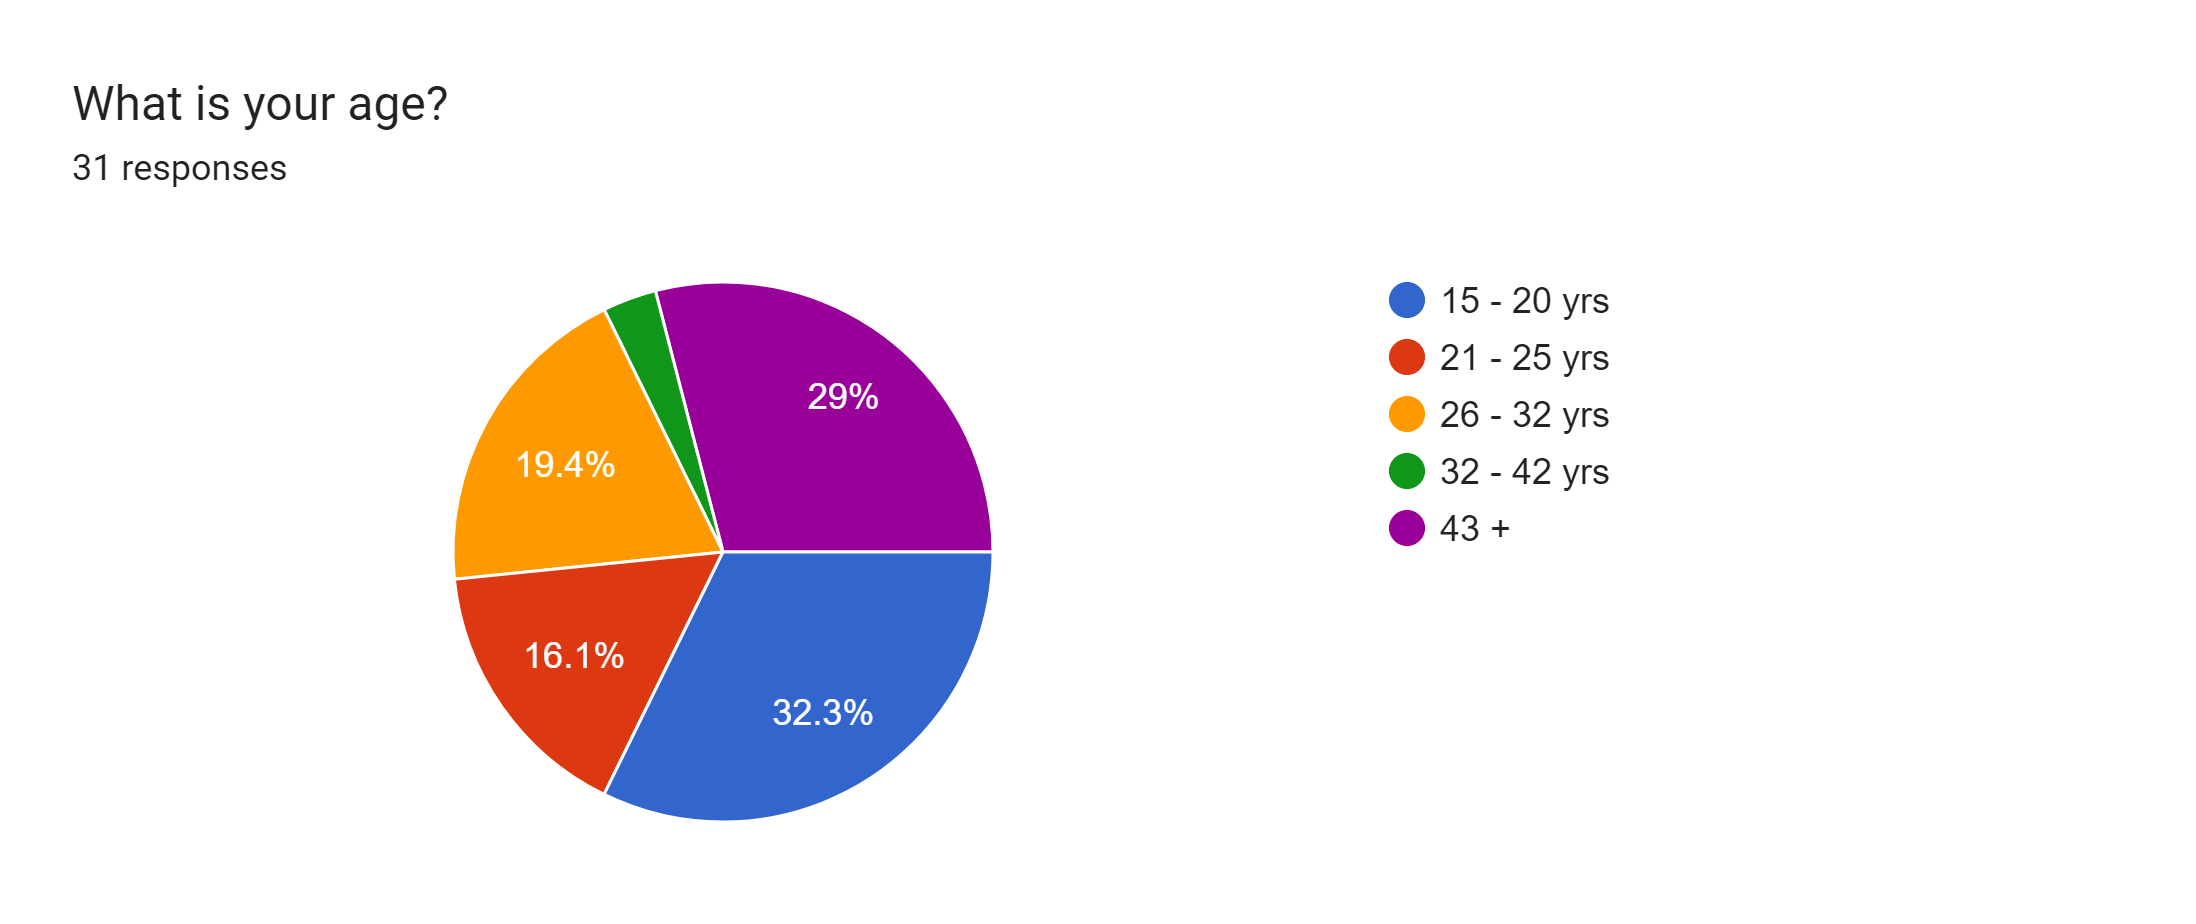 What is your age?
31 responses
29%
19.4%
16.1%
32.3%
15 - 20 yrs
21 - 25 yrs
26 - 32 yrs
32 - 42 yrs
43 +